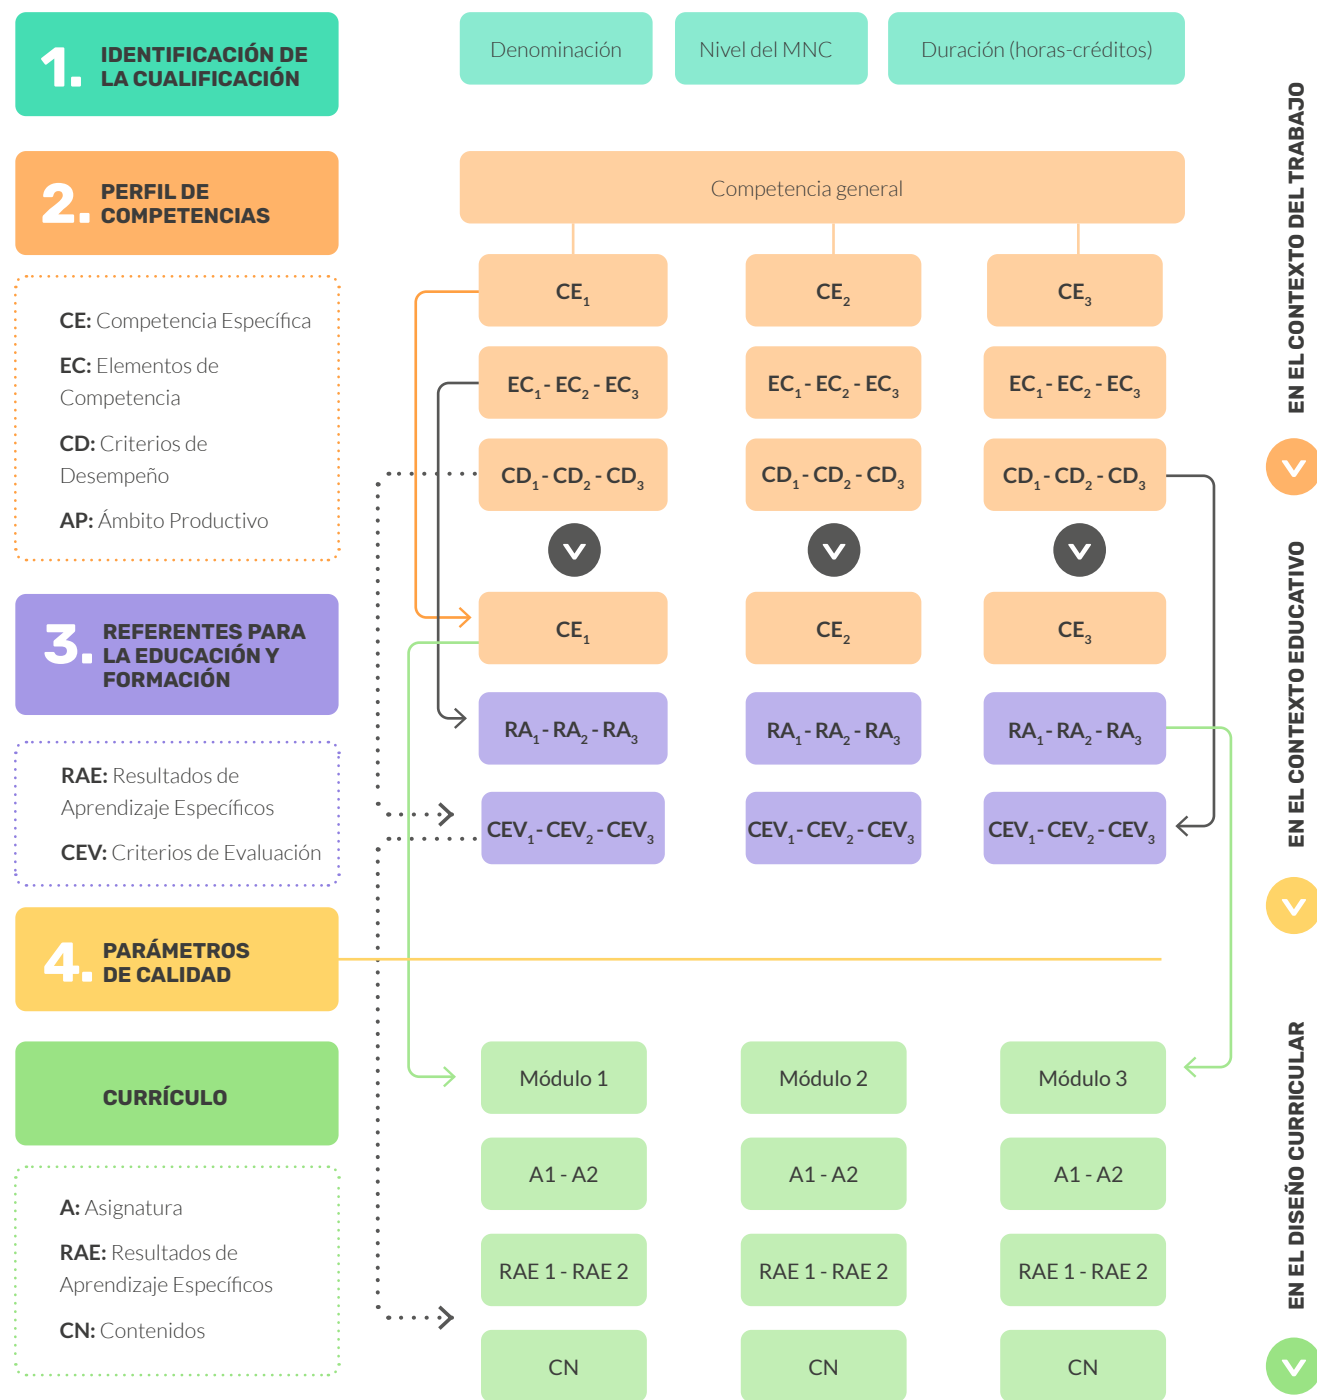 1. IDENTIFICACIÓN DE
LA CUALIFICACIÓN
Denominación
Nivel del MNC
Duración (horas-créditos)
2. PERFIL DE
COMPETENCIAS
Competencia general
CE: Competencia Específica
EC: Elementos de
Competencia
CD: Criterios de
Desempeño
AP: Ámbito Productivo
CE₁
CE₂
CE₃
EC₁ - EC₂ - EC₃
EC₁ - EC₂ - EC₃
EC₁ - EC₂ - EC₃
CD₁ - CD₂ - CD₃
CD₁ - CD₂ - CD₃
CD₁ - CD₂ - CD₃
3. REFERENTES PARA
LA EDUCACIÓN Y
FORMACIÓN
RAE: Resultados de
Aprendizaje Específicos
CEV: Criterios de Evaluación
CE₁
CE₂
CE₃
RA₁ - RA₂ - RA₃
RA₁ - RA₂ - RA₃
RA₁ - RA₂ - RA₃
CEV₁ - CEV₂ - CEV₃
CEV₁ - CEV₂ - CEV₃
CEV₁ - CEV₂ - CEV₃
4. PARÁMETROS
DE CALIDAD
CURRÍCULO
A: Asignatura
RAE: Resultados de
Aprendizaje Específicos
CN: Contenidos
Módulo 1
Módulo 2
Módulo 3
A1 - A2
A1 - A2
A1 - A2
RAE 1 - RAE 2
RAE 1 - RAE 2
RAE 1 - RAE 2
CN
CN
CN
EN EL CONTEXTO DEL TRABAJO
EN EL CONTEXTO EDUCATIVO
EN EL DISEÑO CURRICULAR